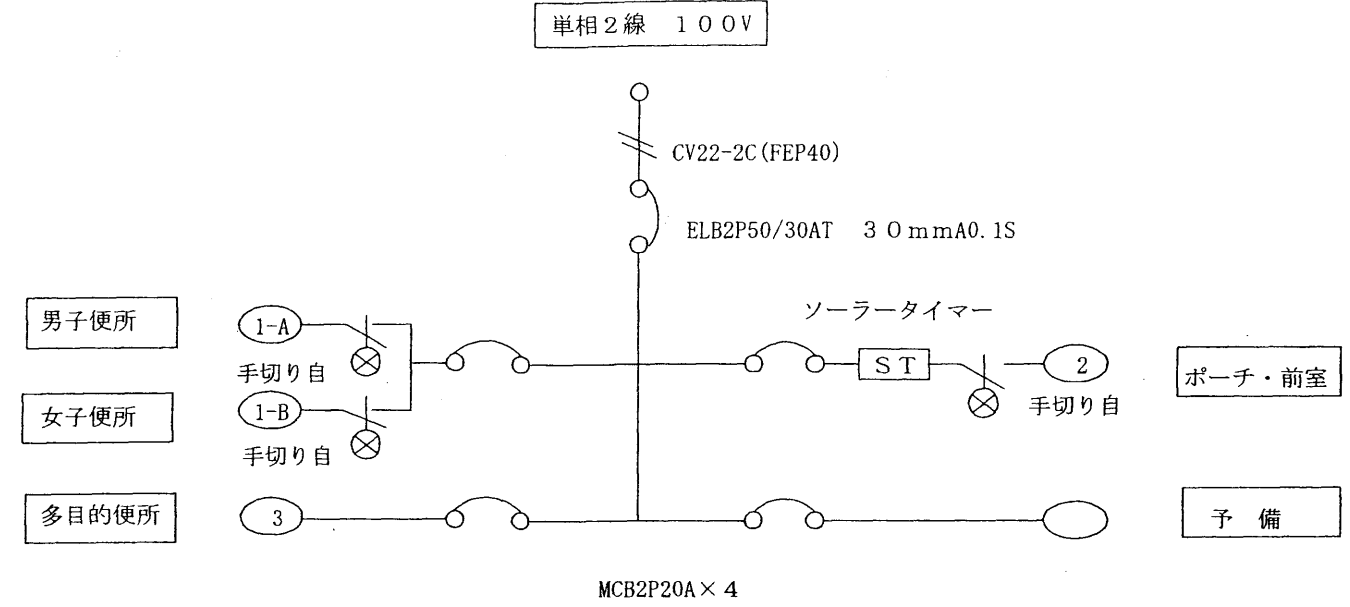 単相2線　100V
CV22-2C(FEP40)
ELB2P50/30AT　30mmA0.1S
男子便所
1-A
手切り自
女子便所
1-B
手切り自
ソーラータイマー
ST
2
手切り自
ポーチ・前室
多目的便所
3
予　備
MCB2P20A×4